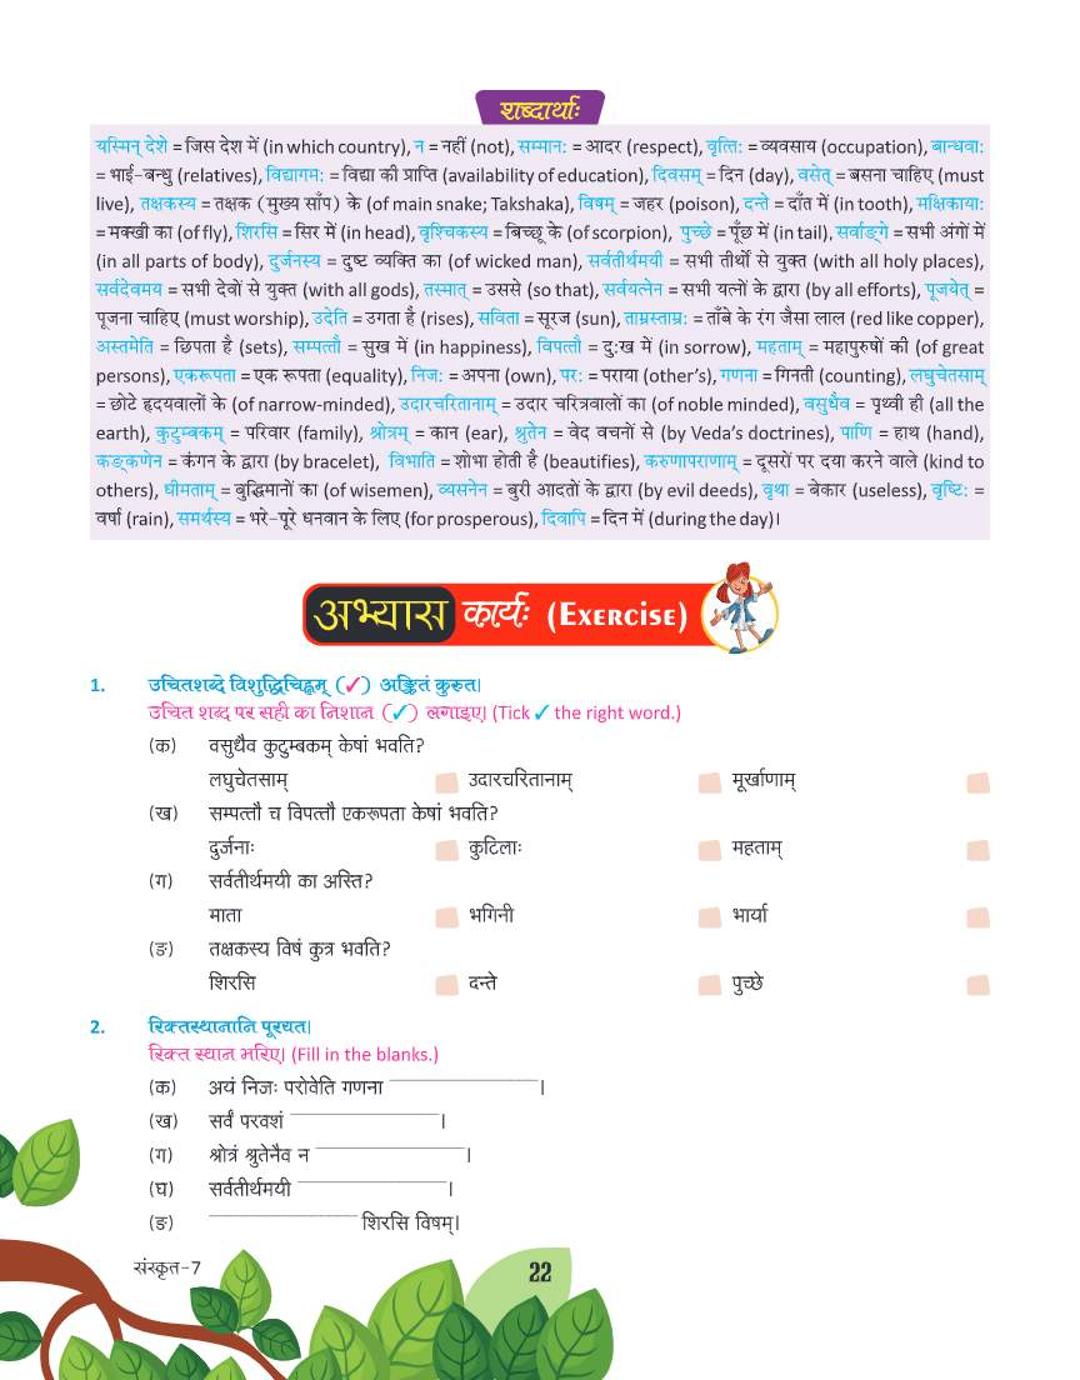 शब्दार्थाः
यस्मिन् देशे = जिस देश में (in which country), न = नहीं (not), सम्मान: = आदर (respect), वृत्ति: = व्यवसाय (occupation), बान्धवा:
= भाई-बन्धु (relatives), विद्यागम: = विद्या की प्राप्ति (availability of education), दिवसम् = दिन (day), वसेत् = बसना चाहिए (must
live), तक्षकस्य = तक्षक (मुख्य साँप) के (of main snake; Takshaka), विषम् = जहर (poison), दन्ते = दाँत में (in tooth), मक्षिकाया:
= मक्खी का (of fly), शिरसि = सिर में (in head), वृश्चिकस्य = बिच्छू के (of scorpion), पुच्छे = पूँछ में (in tail), सर्वाङ्गे = सभी अंगों में
(in all parts of body), दुर्जनस्य = दुष्ट व्यक्ति का (of wicked man), सर्वतीर्थमयी = सभी तीर्थों से युक्त (with all holy places),
सर्वदेवमय = सभी देवों से युक्त (with all gods), तस्मात् = उससे (so that), सर्वयत्नेन = सभी यत्नों के द्वारा (by all efforts), पूजयेत् =
पूजना चाहिए (must worship), उदेति = उगता है (rises), सविता = सूरज (sun), ताम्रस्ताम्र: = ताँबे के रंग जैसा लाल (red like copper),
अस्तमेति = छिपता है (sets), सम्पत्तौ = सुख में (in happiness), विपत्तौ = दु:ख में (in sorrow), महताम् = महापुरुषों की (of great
persons), एकरूपता = एक रूपता (equality), निज: = अपना (own), पर: = पराया (other's), गणना = गिनती (counting), लघुचेतसाम्
= छोटे हृदयवालों के (of narrow-minded), उदारचरितानाम् = उदार चरित्रवालों का (of noble minded), वसुधैव = पृथ्वी ही (all the
earth), कुटुम्बकम् = परिवार (family), श्रोत्रम् = कान (ear), श्रुतेन = वेद वचनों से (by Veda's doctrines), पाणि = हाथ (hand),
कङ्कणेन = कंगन के द्वारा (by bracelet), विभाति = शोभा होती है (beautifies), करुणापराणाम् = दूसरों पर दया करने वाले (kind to
others), धीमताम् = बुद्धिमानों का (of wisemen), व्यसनेन = बुरी आदतों के द्वारा (by evil deeds), वृथा = बेकार (useless), वृष्टि: =
वर्षा (rain), समर्थस्य = भरे-पूरे धनवान के लिए (for prosperous), दिवापि = दिन में (during the day)।
अभ्यास कार्यः (EXERCISE)
1. उचितशब्दे विशुद्धिचिह्नम् (✓) अङ्कितं कुरुत।
उचित शब्द पर सही का निशान (✓) लगाइए। (Tick ✓ the right word.)
(क) वसुधैव कुटुम्बकम् केषां भवति?
लघुचेतसाम् उदारचरितानाम् मूर्खाणाम्
(ख) सम्पत्तौ च विपत्तौ एकरूपता केषां भवति?
दुर्जनाः कुटिलाः महताम्
(ग) सर्वतीर्थमयी का अस्ति?
माता भगिनी भार्या
(ङ) तक्षकस्य विषं कुत्र भवति?
शिरसि दन्ते पुच्छे
2. रिक्तस्थानानि पूरयत।
रिक्त स्थान भरिए। (Fill in the blanks.)
(क) अयं निजः परोवेति गणना ____________।
(ख) सर्वं परवशं ____________।
(ग) श्रोत्रं श्रुतेनैव न ____________।
(घ) सर्वतीर्थमयी ____________।
(ङ) ____________ शिरसि विषम्।
संस्कृत-7
22